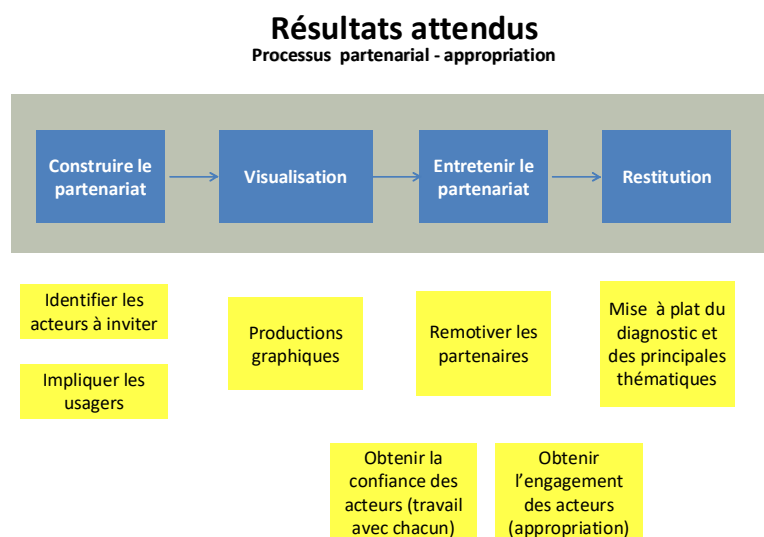 Résultats attendus
Processus partenarial - appropriation
Construire le
partenariat
Visualisation
Entretenir le
partenariat
Restitution
Identifier les
acteurs à inviter
Impliquer les
usagers
Productions
graphiques
Remotiver les
partenaires
Mise à plat du
diagnostic et
des principales
thématiques
Obtenir la
confiance des
acteurs (travail
avec chacun)
Obtenir
l’engagement
des acteurs
(appropriation)